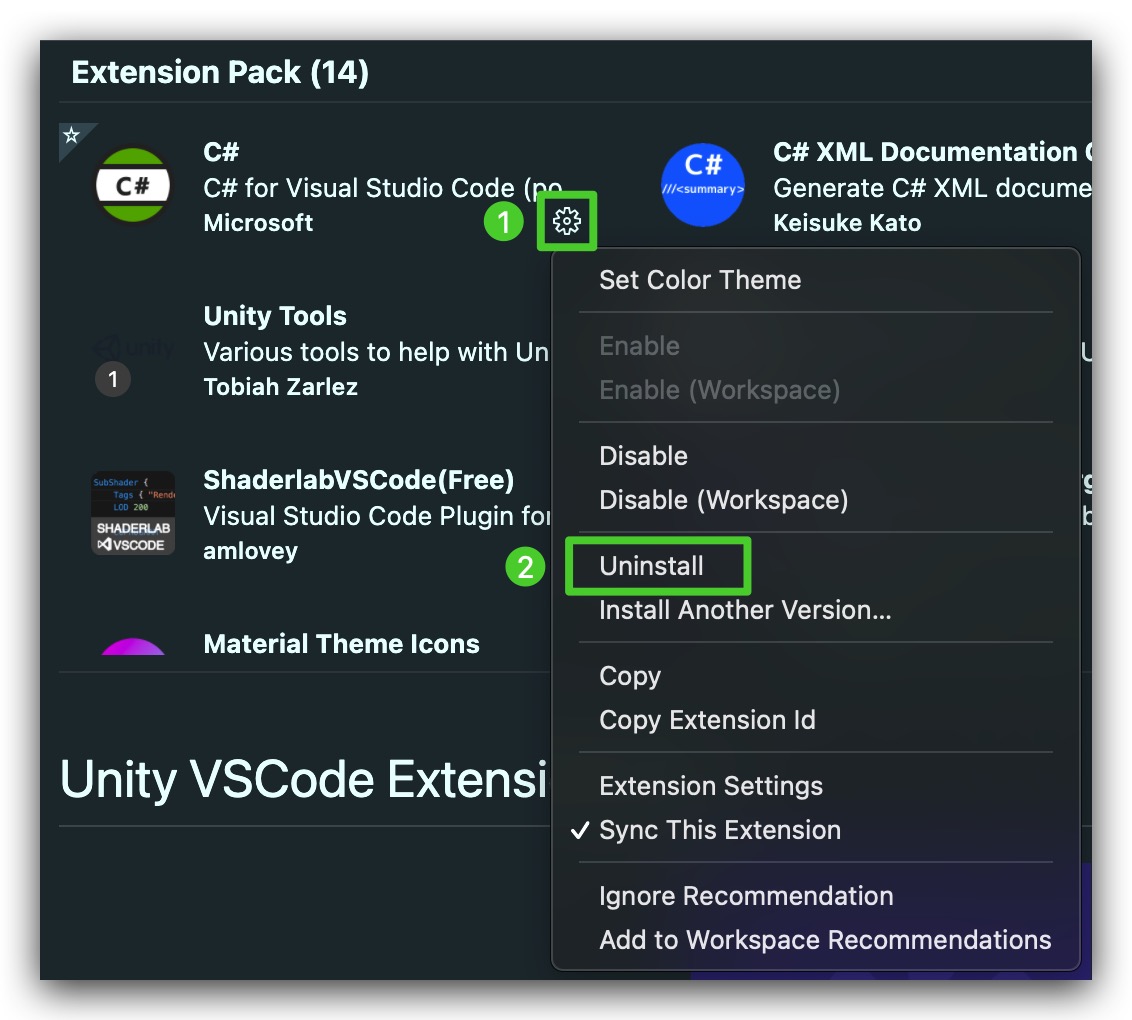 Extension Pack (14)
C#
C# for Visual Studio Code (po
Microsoft
C#
C#
///<summary>
C# XML Documentation
Generate C# XML docume
Keisuke Kato
1
Set Color Theme
Enable
Enable (Workspace)
Disable
Disable (Workspace)
Uninstall
Install Another Version...
Copy
Copy Extension Id
Extension Settings
✓ Sync This Extension
Ignore Recommendation
Add to Workspace Recommendations
Unity Tools
Various tools to help with Un
Tobiah Zarlez
unity
1
ShaderlabVSCode(Free)
Visual Studio Code Plugin for
amlovey
SubShader {
Tags { "Rende
LOD 200
SHADERLAB
VSCODE
2
Material Theme Icons
Unity VSCode Extensi